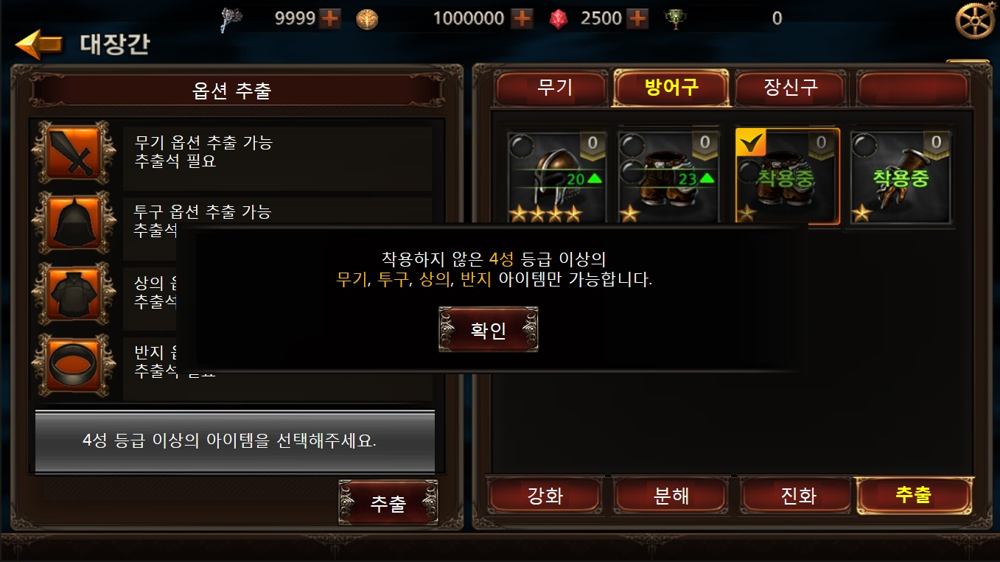 9999
1000000
2500
0
대장간
옵션 추출
무기 옵션 추출 가능
추출석 필요
투구 옵션 추출 가능
추출석
상의
추출석
반지
추출석 필요
4성 등급 이상의 아이템을 선택해주세요.
추출
무기
방어구
장신구
0
20
0
23
0
착용중
0
착용중
착용하지 않은 4성 등급 이상의
무기, 투구, 상의, 반지 아이템만 가능합니다.
확인
강화
분해
진화
추출